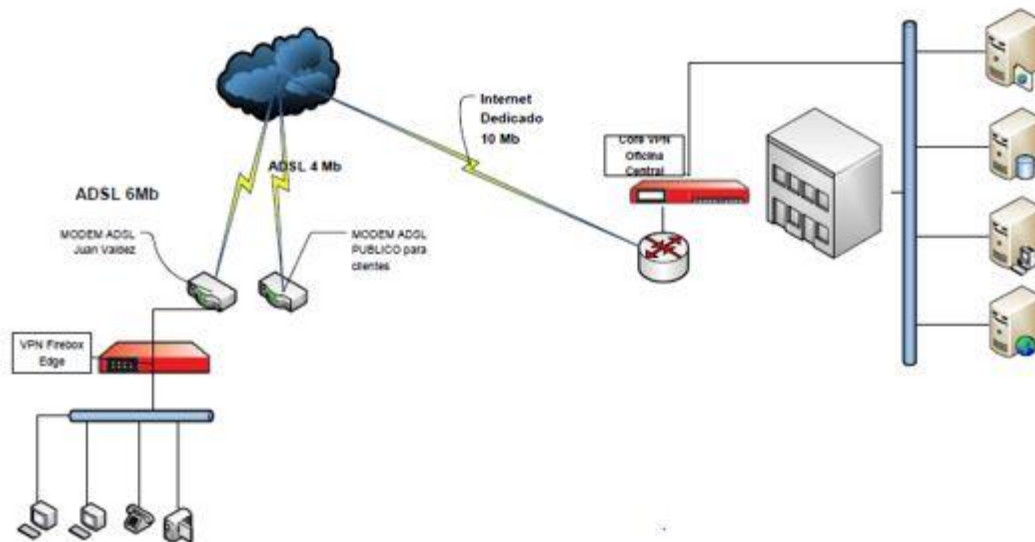 Internet
Dedicado
10 Mb
Core VPN
Oficina
Central
ADSL 4 Mb
ADSL 6Mb
MODEM ADSL
Juan Valdez
MODEM ADSL
PUBLICO para
clientes
VPN Firebox
Edge